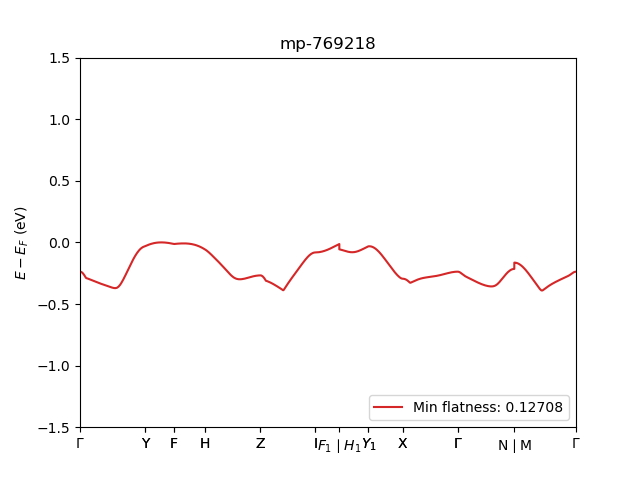 mp-769218
1.5
1.0
0.5
0.0
−0.5
−1.0
−1.5
E − E_F (eV)
Min flatness: 0.12708
Γ Y F H Z I F₁ | H₁ Y₁ X Γ N | M Γ